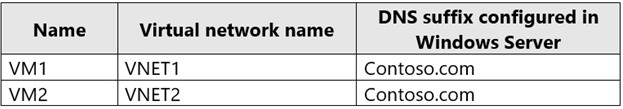 Name Virtual network name DNS suffix configured in
Windows Server
VM1 VNET1 Contoso.com
VM2 VNET2 Contoso.com